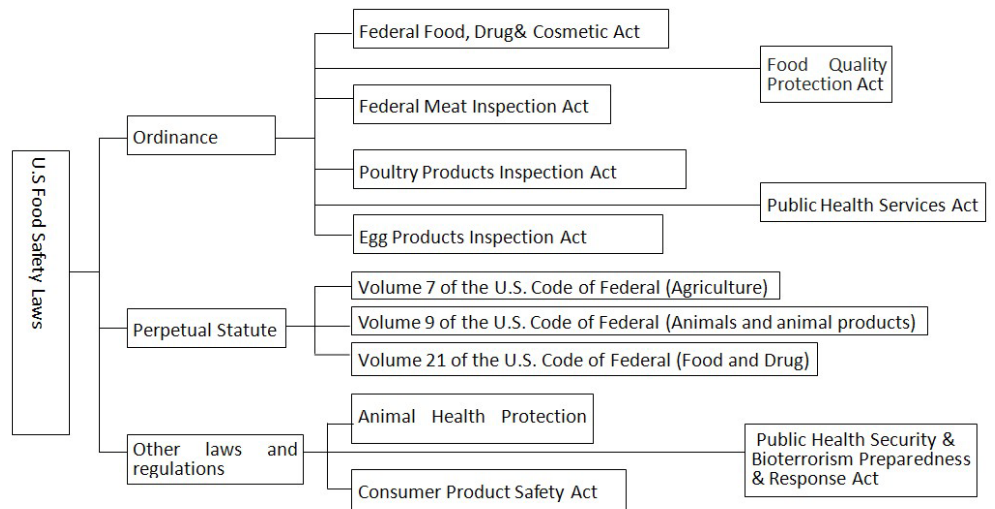 U.S Food Safety Laws
Ordinance
Federal Food, Drug& Cosmetic Act
Food Quality
Protection Act
Federal Meat Inspection Act
Poultry Products Inspection Act
Public Health Services Act
Egg Products Inspection Act
Perpetual Statute
Volume 7 of the U.S. Code of Federal (Agriculture)
Volume 9 of the U.S. Code of Federal (Animals and animal products)
Volume 21 of the U.S. Code of Federal (Food and Drug)
Other laws and
regulations
Animal Health Protection
Public Health Security &
Bioterrorism Preparedness
& Response Act
Consumer Product Safety Act